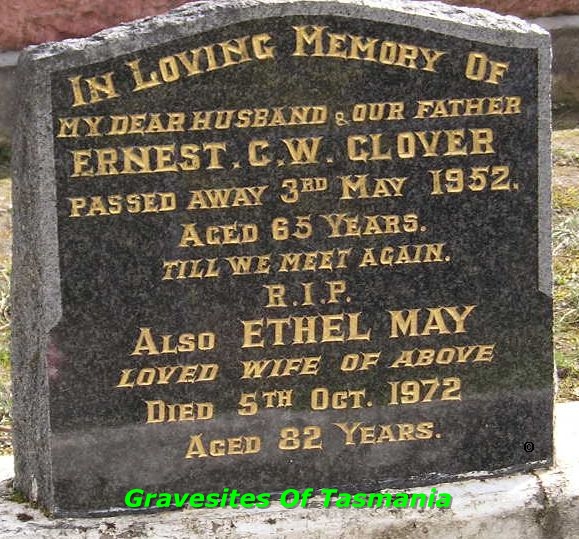 IN LOVING MEMORY OF
MY DEAR HUSBAND & OUR FATHER
ERNEST. C. W. CLOVER
PASSED AWAY 3RD MAY 1952.
AGED 65 YEARS.
TILL WE MEET AGAIN.
R.I.P.
ALSO ETHEL MAY
LOVED WIFE OF ABOVE
DIED 5TH OCT. 1972
AGED 82 YEARS.
Gravesites Of Tasmania